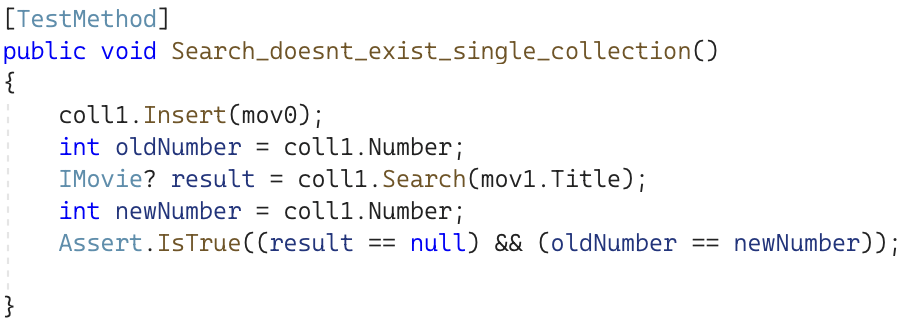 [TestMethod]
public void Search_doesnt_exist_single_collection()
{
    coll1.Insert(mov0);
    int oldNumber = coll1.Number;
    IMovie? result = coll1.Search(mov1.Title);
    int newNumber = coll1.Number;
    Assert.IsTrue((result == null) && (oldNumber == newNumber));
}